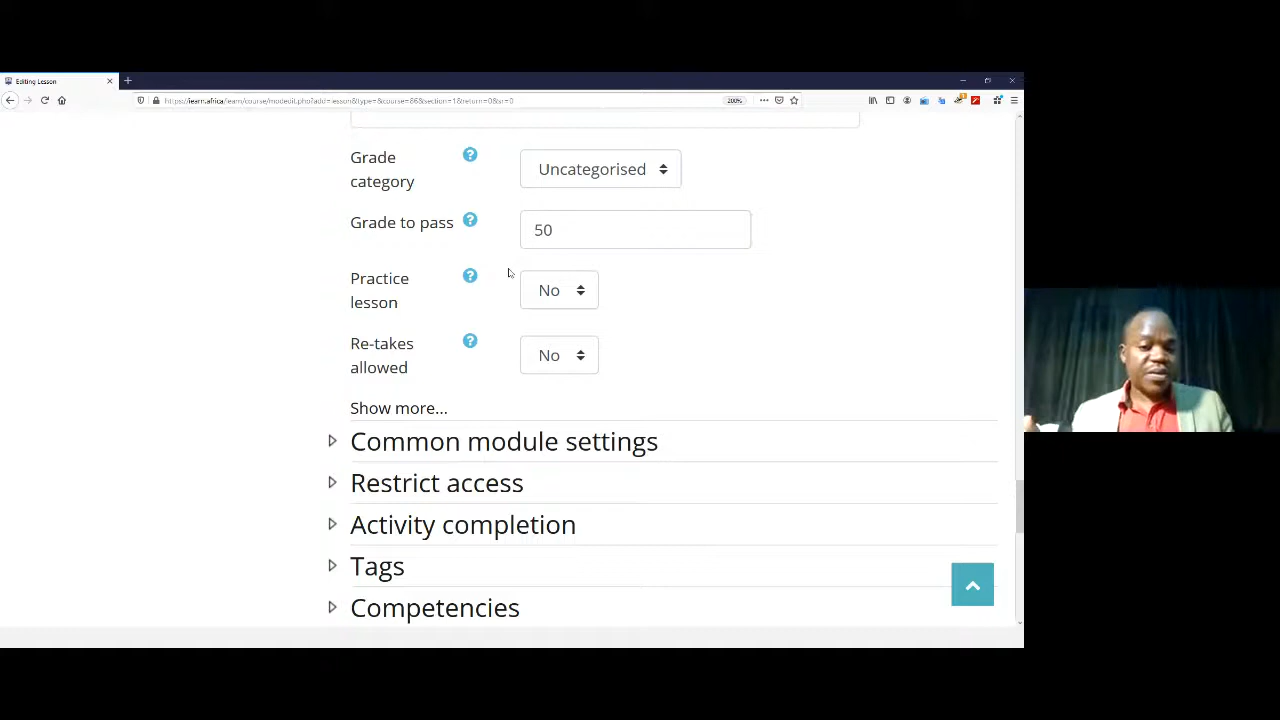 Editing Lesson
https://iearn.africa/learn/course/modedit.php?add=lesson&type=&course=86&section=1&return=0&sr=0
200%
Grade category
Uncategorised
Grade to pass
50
Practice lesson
No
Re-takes allowed
No
Show more...
Common module settings
Restrict access
Activity completion
Tags
Competencies